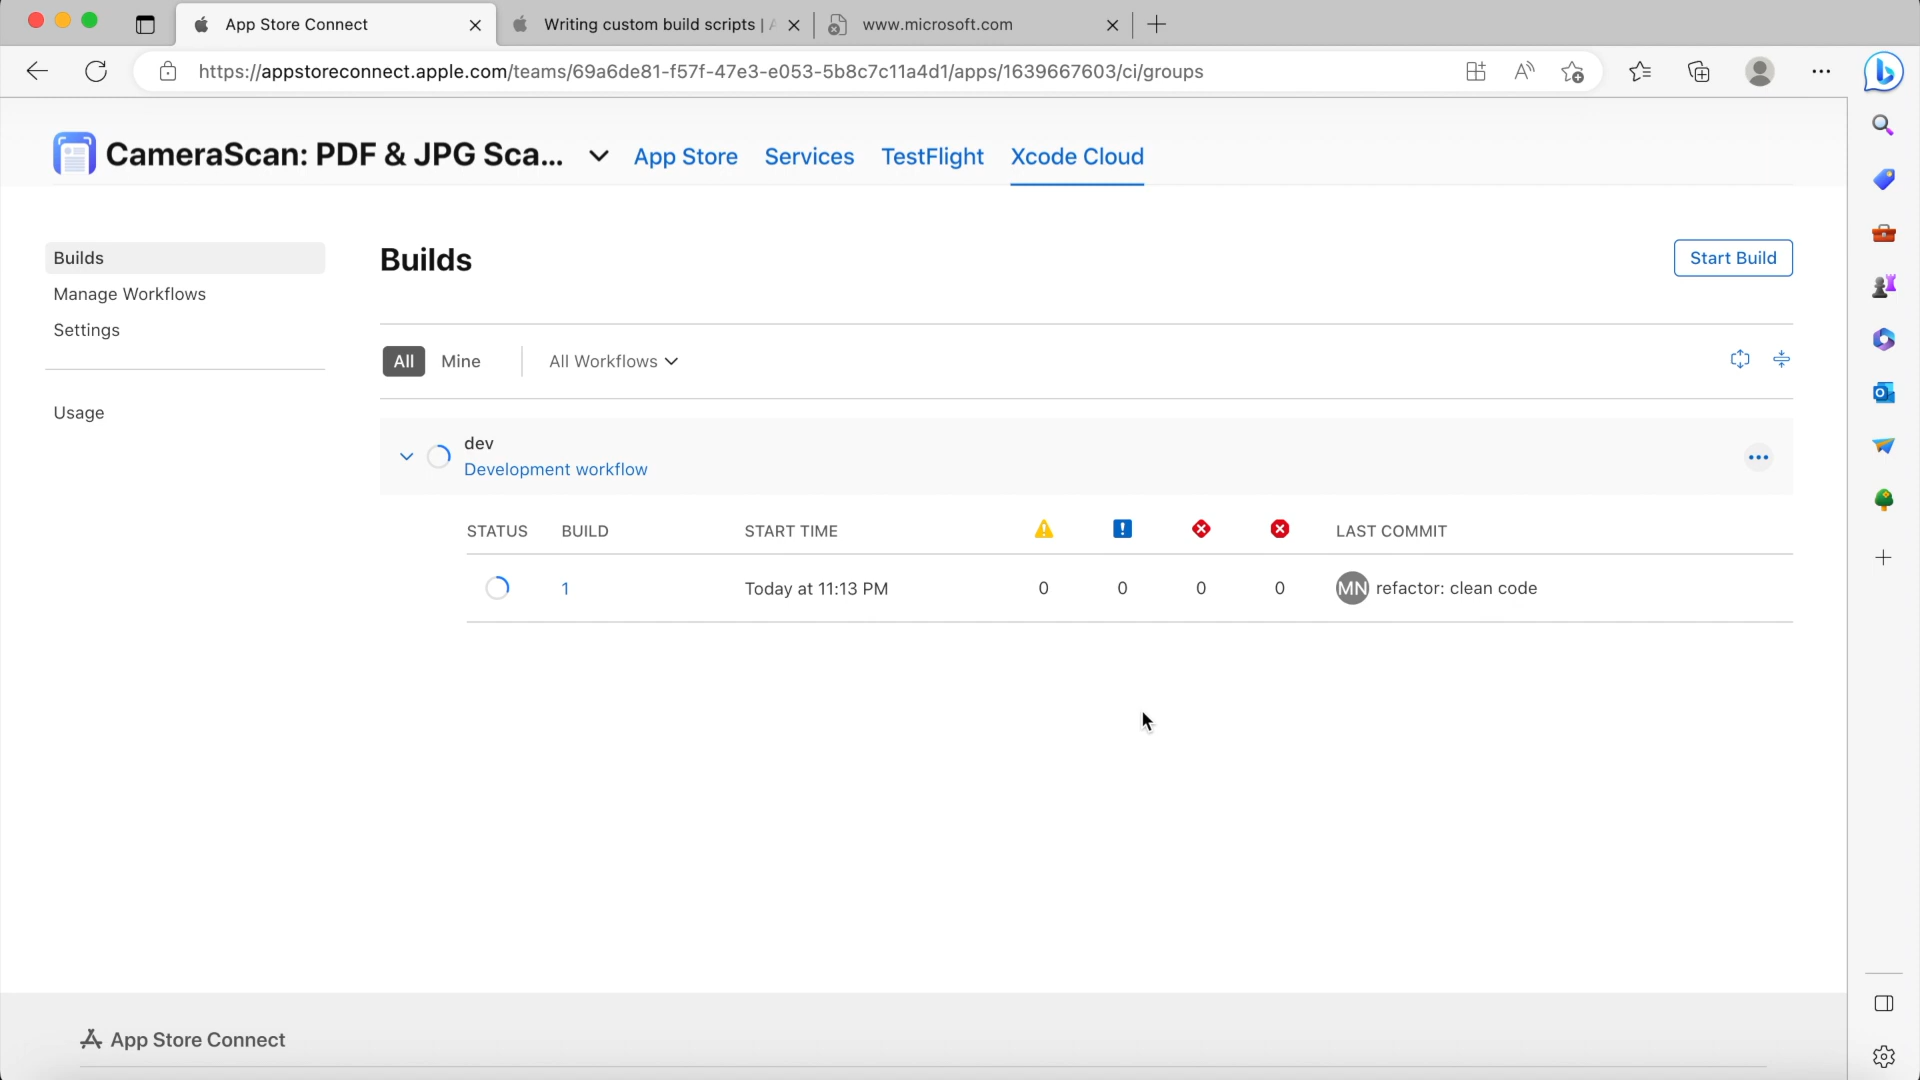 App Store Connect
Writing custom build scripts | A
www.microsoft.com
https://appstoreconnect.apple.com/teams/69a6de81-f57f-47e3-e053-5b8c7c11a4d1/apps/1639667603/ci/groups
CameraScan: PDF & JPG Sca...
App Store
Services
TestFlight
Xcode Cloud
Builds
Manage Workflows
Settings
Usage
Builds
Start Build
All
Mine
All Workflows
dev
Development workflow
STATUS
BUILD
START TIME
LAST COMMIT
1
Today at 11:13 PM
0
0
0
0
MN
refactor: clean code
App Store Connect